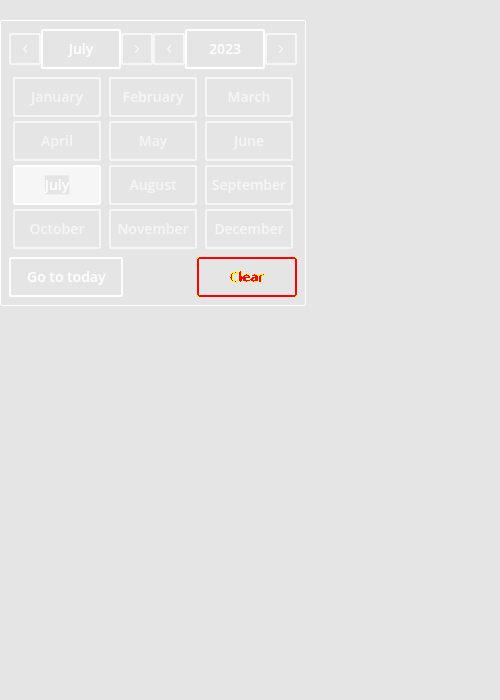 ‹ July › ‹ 2023 ›
January February March
April May June
July August September
October November December
Go to today Clear